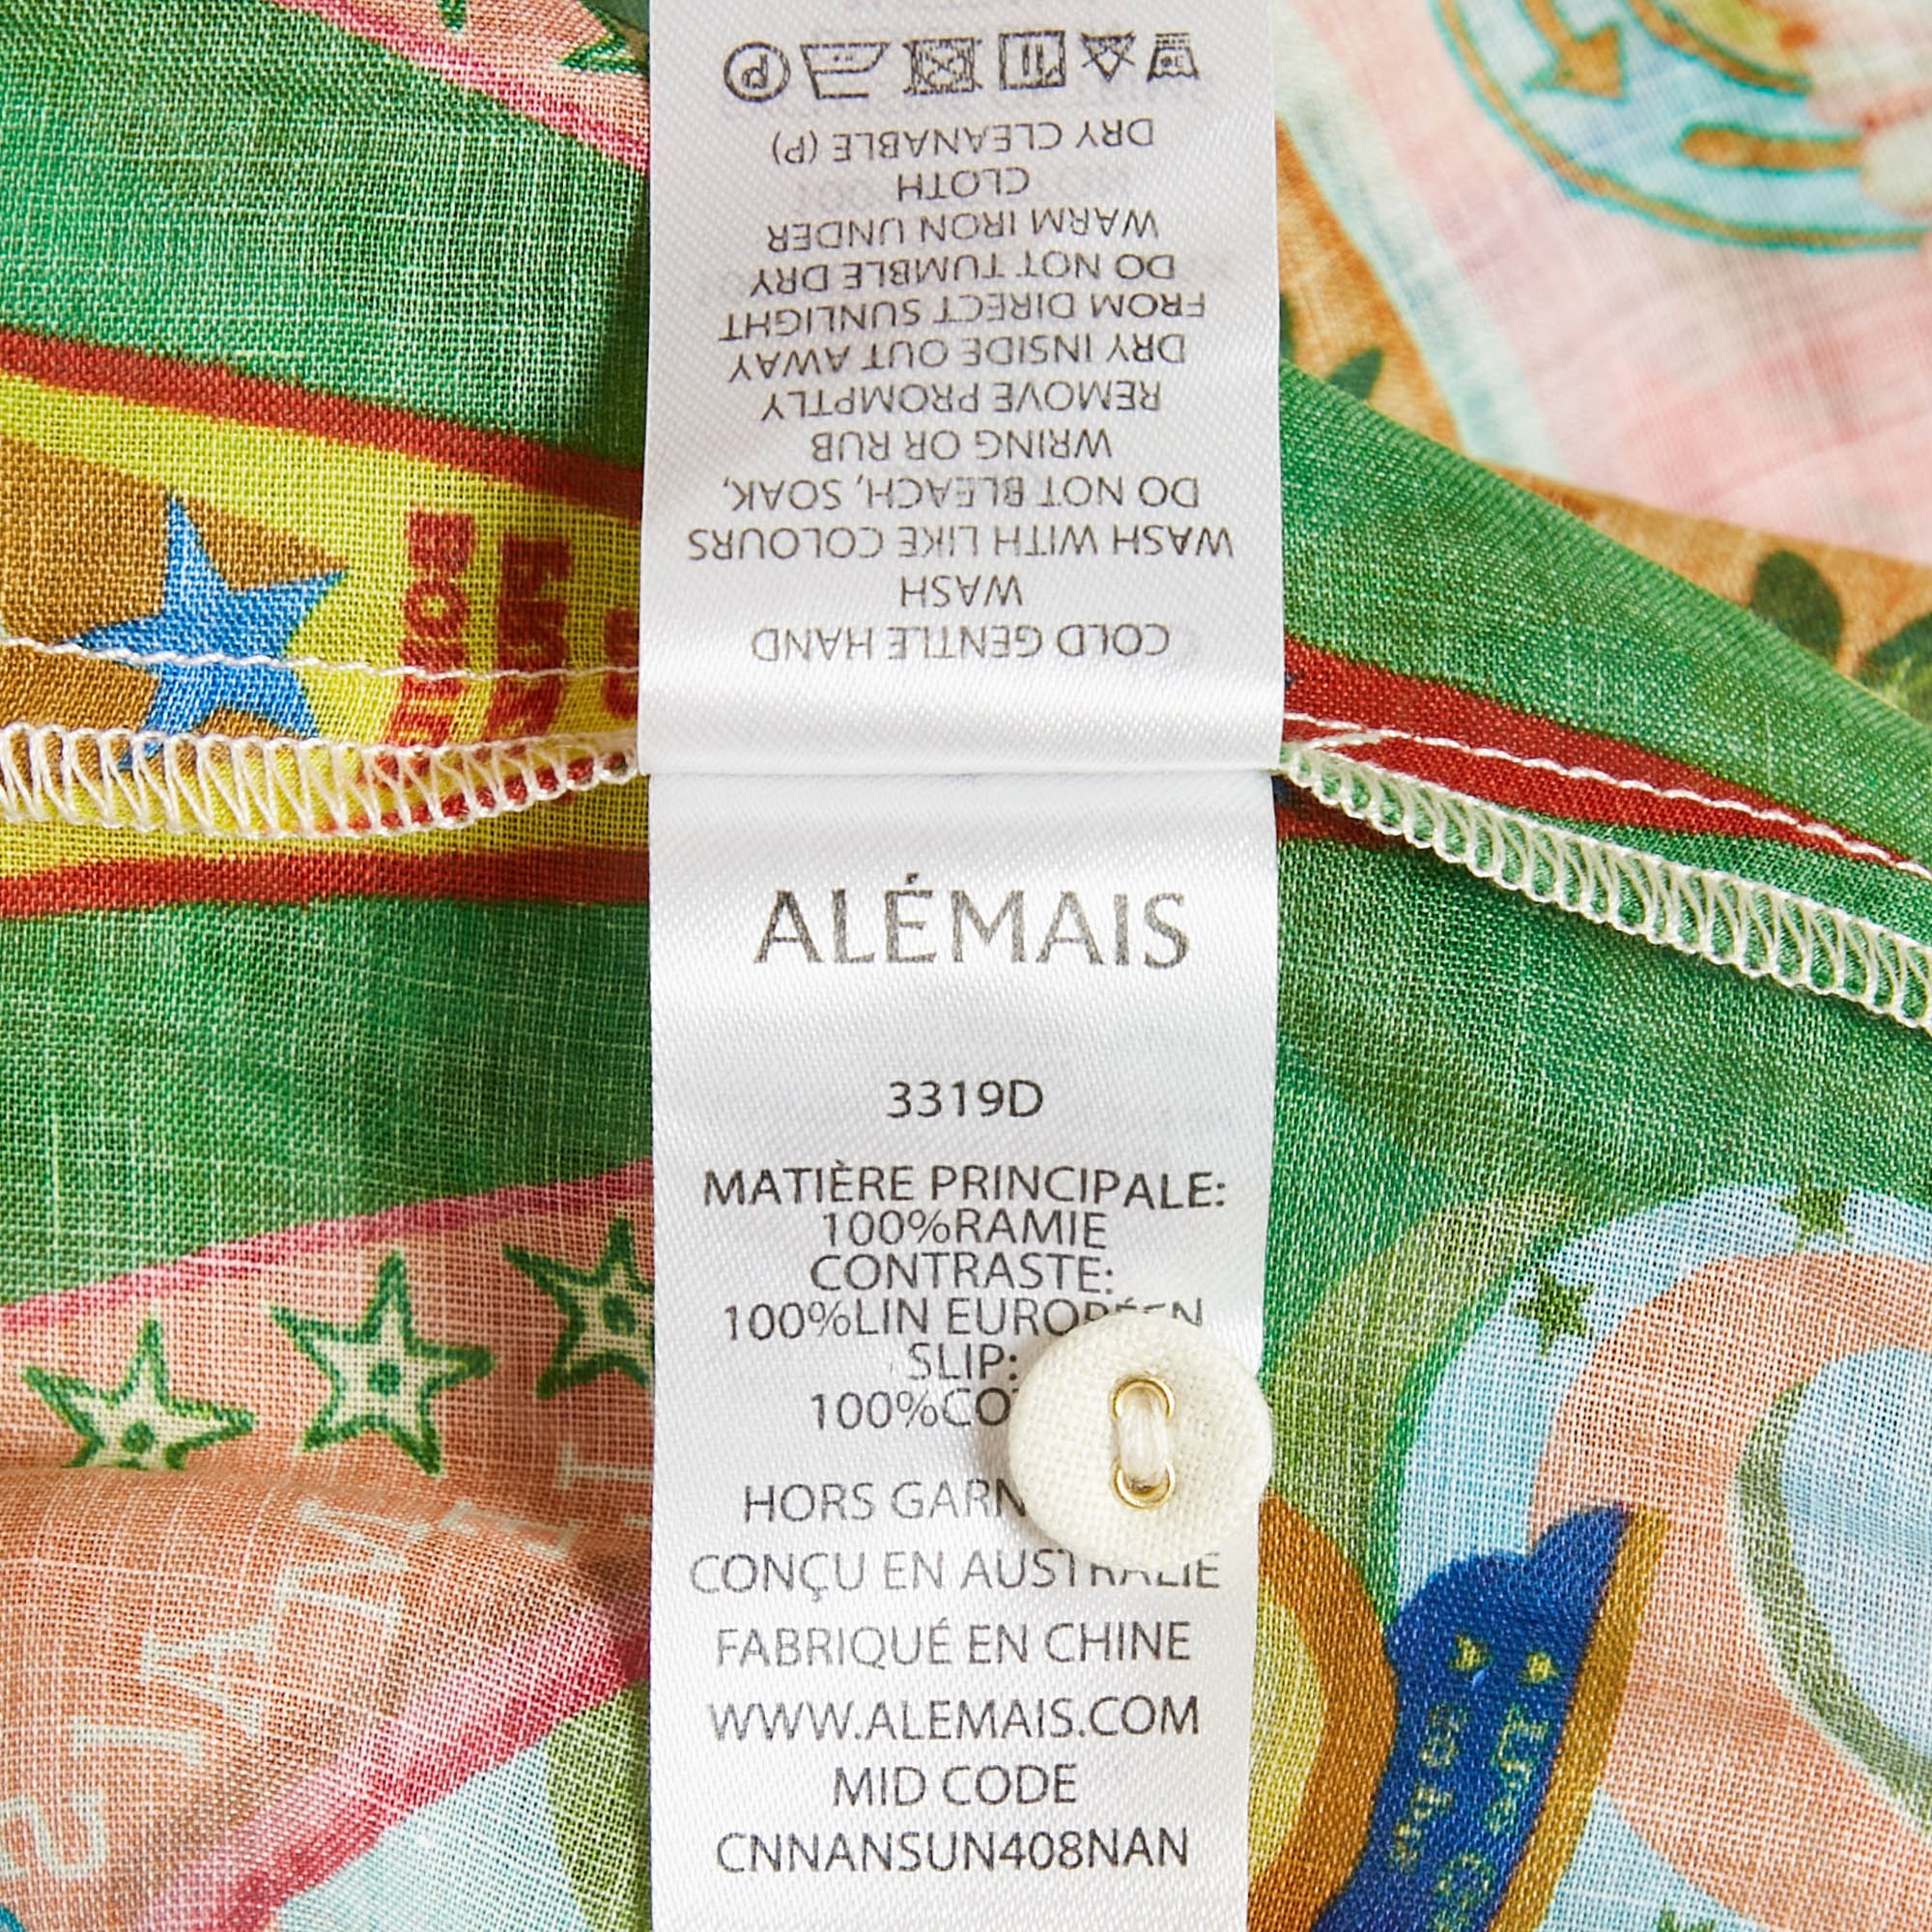 COLD GENTLE HAND
WASH
WASH WITH LIKE COLOURS
DO NOT BLEACH, SOAK,
WRING OR RUB
REMOVE PROMPTLY
DRY INSIDE OUT AWAY
FROM DIRECT SUNLIGHT
DO NOT TUMBLE DRY
WARM IRON UNDER
CLOTH
DRY CLEANABLE (P)
P
ALÉMAIS
3319D
MATIÈRE PRINCIPALE:
100%RAMIE
CONTRASTE:
100%LIN EUROPÉEN
SLIP:
HORS
CONÇU EN AUSTRALIE
FABRIQUÉ EN CHINE
WWW.ALEMAIS.COM
MID CODE
CNNANSUN408NAN